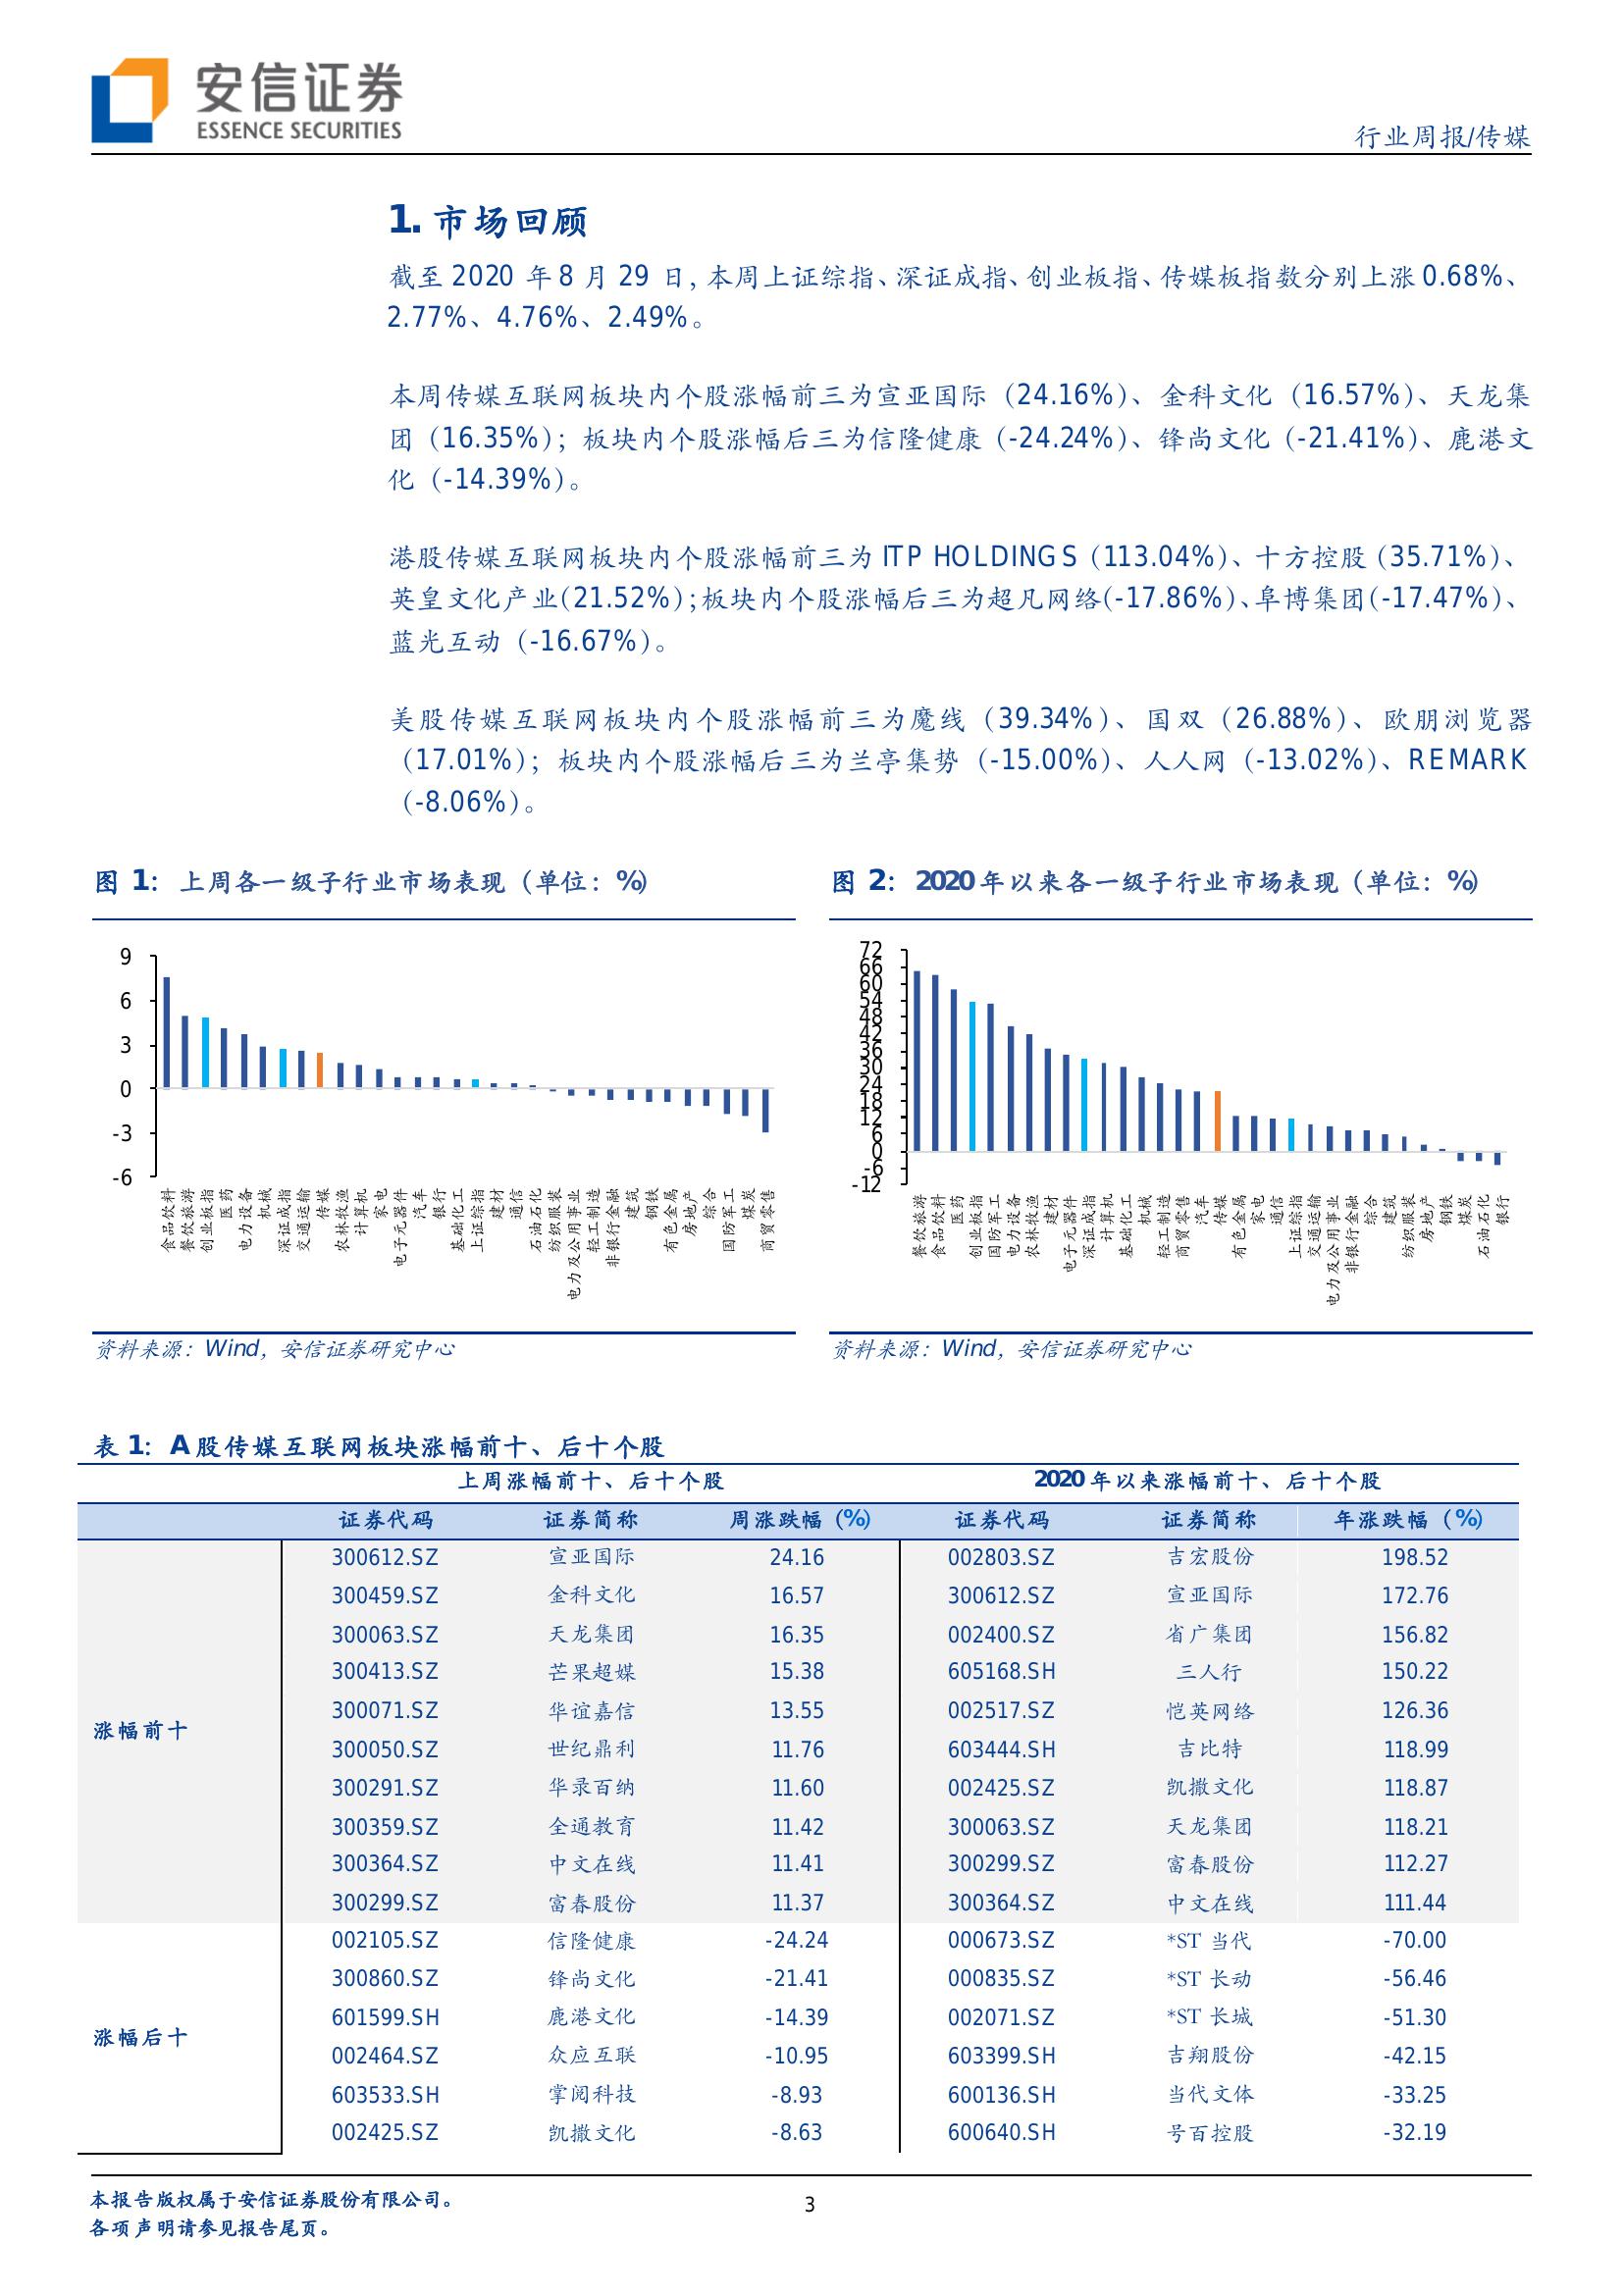 安信证券
ESSENCE SECURITIES
行业周报/传媒
1. 市场回顾
截至 2020 年 8 月 29 日, 本周上证综指、深证成指、创业板指、传媒板指数分别上涨 0.68%、
2.77%、4.76%、2.49%。
本周传媒互联网板块内个股涨幅前三为宣亚国际（24.16%）、金科文化（16.57%）、天龙集
团（16.35%）；板块内个股涨幅后三为信隆健康（-24.24%）、锋尚文化（-21.41%）、鹿港文
化（-14.39%）。
港股传媒互联网板块内个股涨幅前三为 ITP HOLDINGS（113.04%）、十方控股（35.71%）、
英皇文化产业(21.52%);板块内个股涨幅后三为超凡网络(-17.86%)、阜博集团(-17.47%)、
蓝光互动（-16.67%）。
美股传媒互联网板块内个股涨幅前三为魔线（39.34%）、国双（26.88%）、欧朋浏览器
（17.01%）；板块内个股涨幅后三为兰亭集势（-15.00%）、人人网（-13.02%）、REMARK
（-8.06%）。
图 1： 上周各一级子行业市场表现（单位：%）
9
6
3
0
-3
-6
食品饮料
餐饮旅游
创业板指
医药
电力设备
机械
深证成指
交通运输
传媒
农林牧渔
计算机
家电
电子元器件
汽车
银行
基础化工
上证综指
建材
通信
石油石化
纺织服装
电力及公用事业
轻工制造
非银行金融
建筑
钢铁
有色金属
房地产
综合
国防军工
煤炭
商贸零售
资料来源：Wind，安信证券研究中心
图 2： 2020 年以来各一级子行业市场表现（单位：%）
72
66
60
54
48
42
36
30
24
18
12
6
0
-6
-12
餐饮旅游
食品饮料
医药
创业板指
国防军工
电力设备
农林牧渔
建材
电子元器件
深证成指
计算机
基础化工
机械
轻工制造
商贸零售
汽车
传媒
有色金属
家电
通信
上证综指
交通运输
电力及公用事业
非银行金融
综合
建筑
纺织服装
房地产
钢铁
煤炭
石油石化
银行
资料来源：Wind，安信证券研究中心
表 1： A 股传媒互联网板块涨幅前十、后十个股
上周涨幅前十、后十个股 2020 年以来涨幅前十、后十个股
证券代码 证券简称 周涨跌幅（%） 证券代码 证券简称 年涨跌幅（%）
涨幅前十
300612.SZ 宣亚国际 24.16 002803.SZ 吉宏股份 198.52
300459.SZ 金科文化 16.57 300612.SZ 宣亚国际 172.76
300063.SZ 天龙集团 16.35 002400.SZ 省广集团 156.82
300413.SZ 芒果超媒 15.38 605168.SH 三人行 150.22
300071.SZ 华谊嘉信 13.55 002517.SZ 恺英网络 126.36
300050.SZ 世纪鼎利 11.76 603444.SH 吉比特 118.99
300291.SZ 华录百纳 11.60 002425.SZ 凯撒文化 118.87
300359.SZ 全通教育 11.42 300063.SZ 天龙集团 118.21
300364.SZ 中文在线 11.41 300299.SZ 富春股份 112.27
300299.SZ 富春股份 11.37 300364.SZ 中文在线 111.44
涨幅后十
002105.SZ 信隆健康 -24.24 000673.SZ *ST 当代 -70.00
300860.SZ 锋尚文化 -21.41 000835.SZ *ST 长动 -56.46
601599.SH 鹿港文化 -14.39 002071.SZ *ST 长城 -51.30
002464.SZ 众应互联 -10.95 603399.SH 吉翔股份 -42.15
603533.SH 掌阅科技 -8.93 600136.SH 当代文体 -33.25
002425.SZ 凯撒文化 -8.63 600640.SH 号百控股 -32.19
本报告版权属于安信证券股份有限公司。
各项声明请参见报告尾页。
3